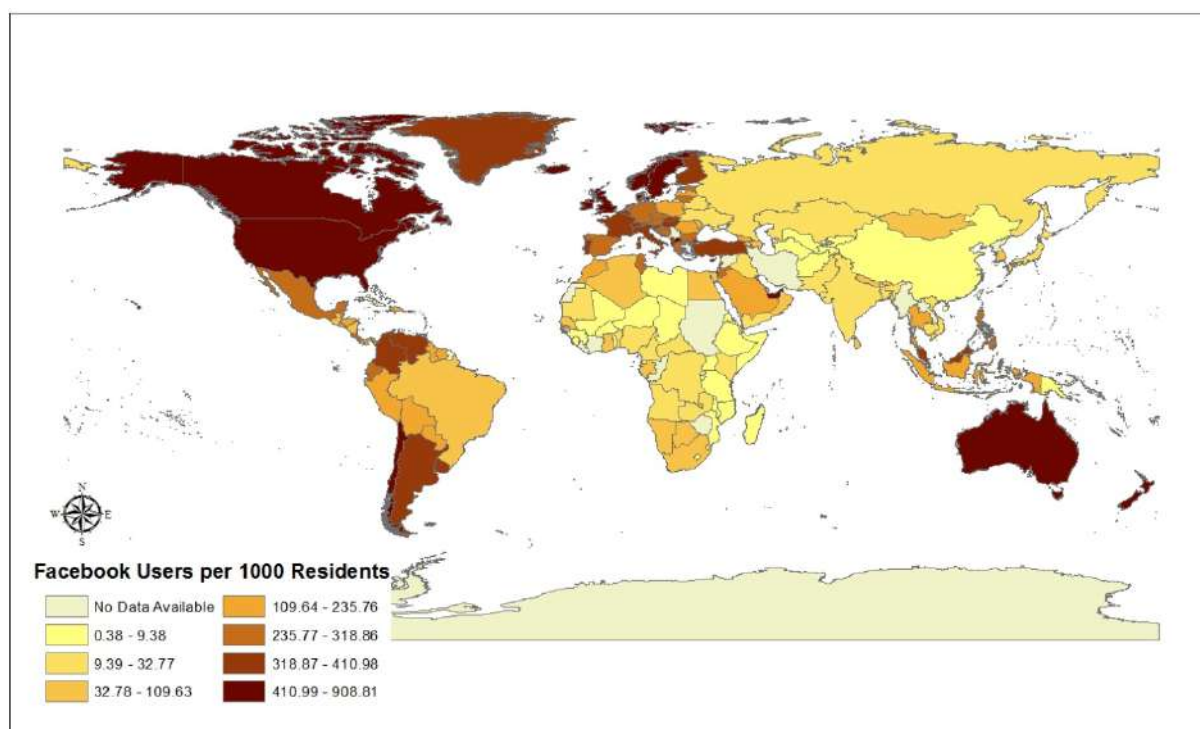 N
W E
S
Facebook Users per 1000 Residents
No Data Available
0.38 - 9.38
9.39 - 32.77
32.78 - 109.63
109.64 - 235.76
235.77 - 318.86
318.87 - 410.98
410.99 - 908.81